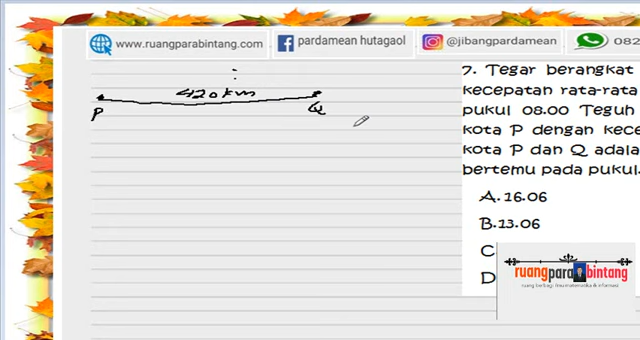 www.ruangparabintang.com
pardamean hutagaol
@jibangpardamean
082
420 km
P
Q
7. Tegar berangkat
kecepatan rata-rata
pukul 08.00 Teguh
kota P dengan kece
kota P dan Q adala
bertemu pada pukul.
A. 16.06
B. 13.06
C
D
ruangparabintang